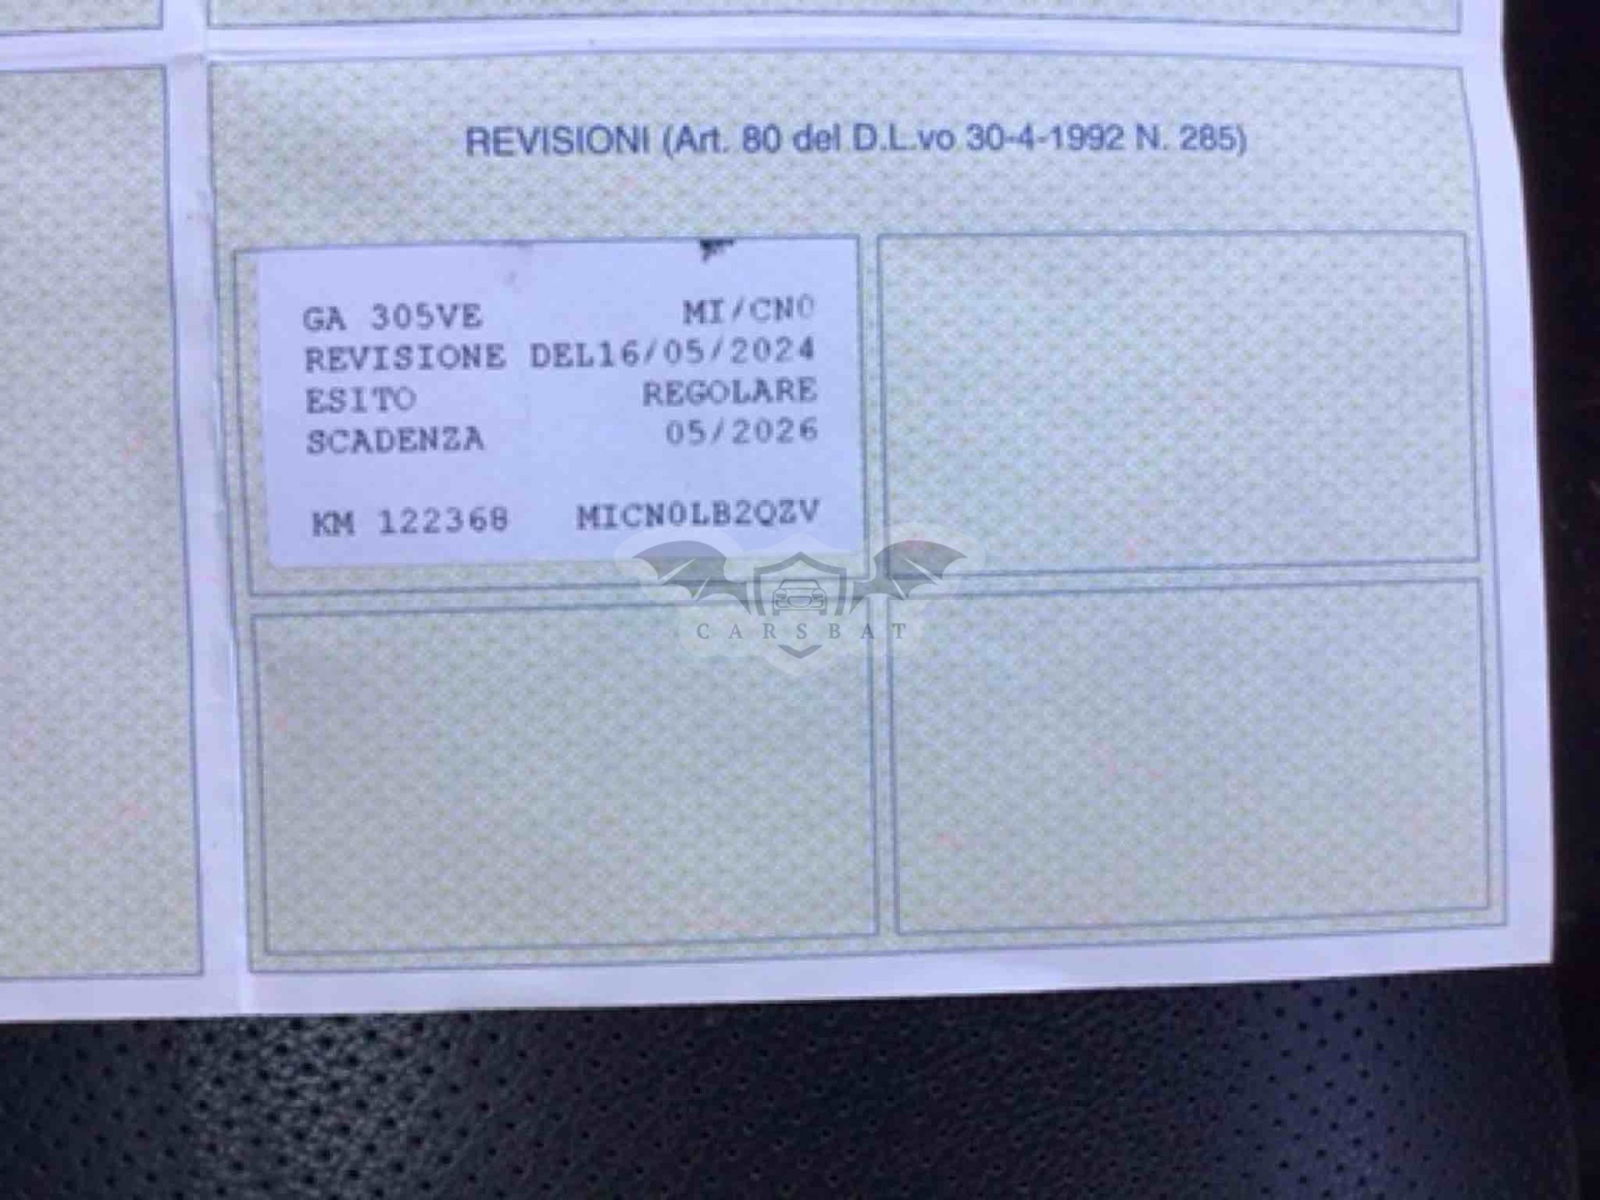 REVISIONI (Art. 80 del D.L.vo 30-4-1992 N. 285)
GA 305VE MI/CN0
REVISIONE DEL16/05/2024
ESITO REGOLARE
SCADENZA 05/2026
KM 122368 MICN0LB2QZV
CARSBAT